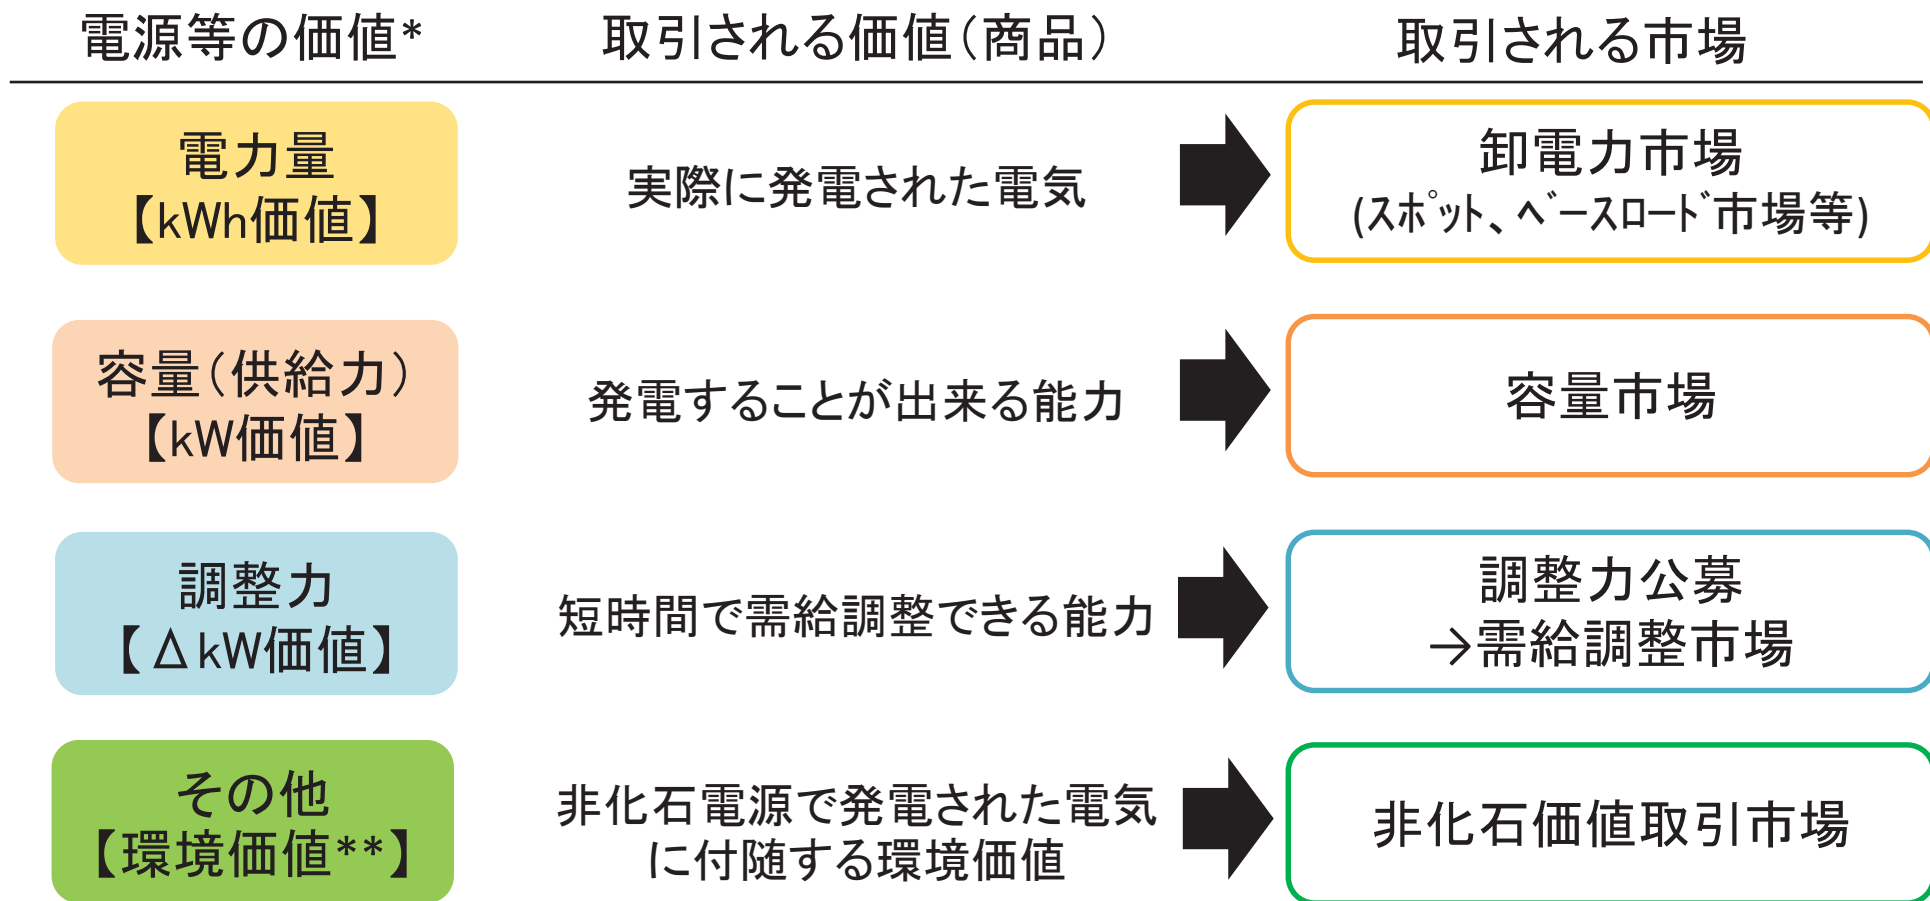 電源等の価値*
取引される価値(商品)
取引される市場
電力量
【kWh価値】
実際に発電された電気
卸電力市場
(スポット、ベースロード市場等)
容量(供給力)
【kW価値】
発電することが出来る能力
容量市場
調整力
【ΔkW価値】
短時間で需給調整できる能力
調整力公募
→需給調整市場
その他
【環境価値**】
非化石電源で発電された電気
に付随する環境価値
非化石価値取引市場